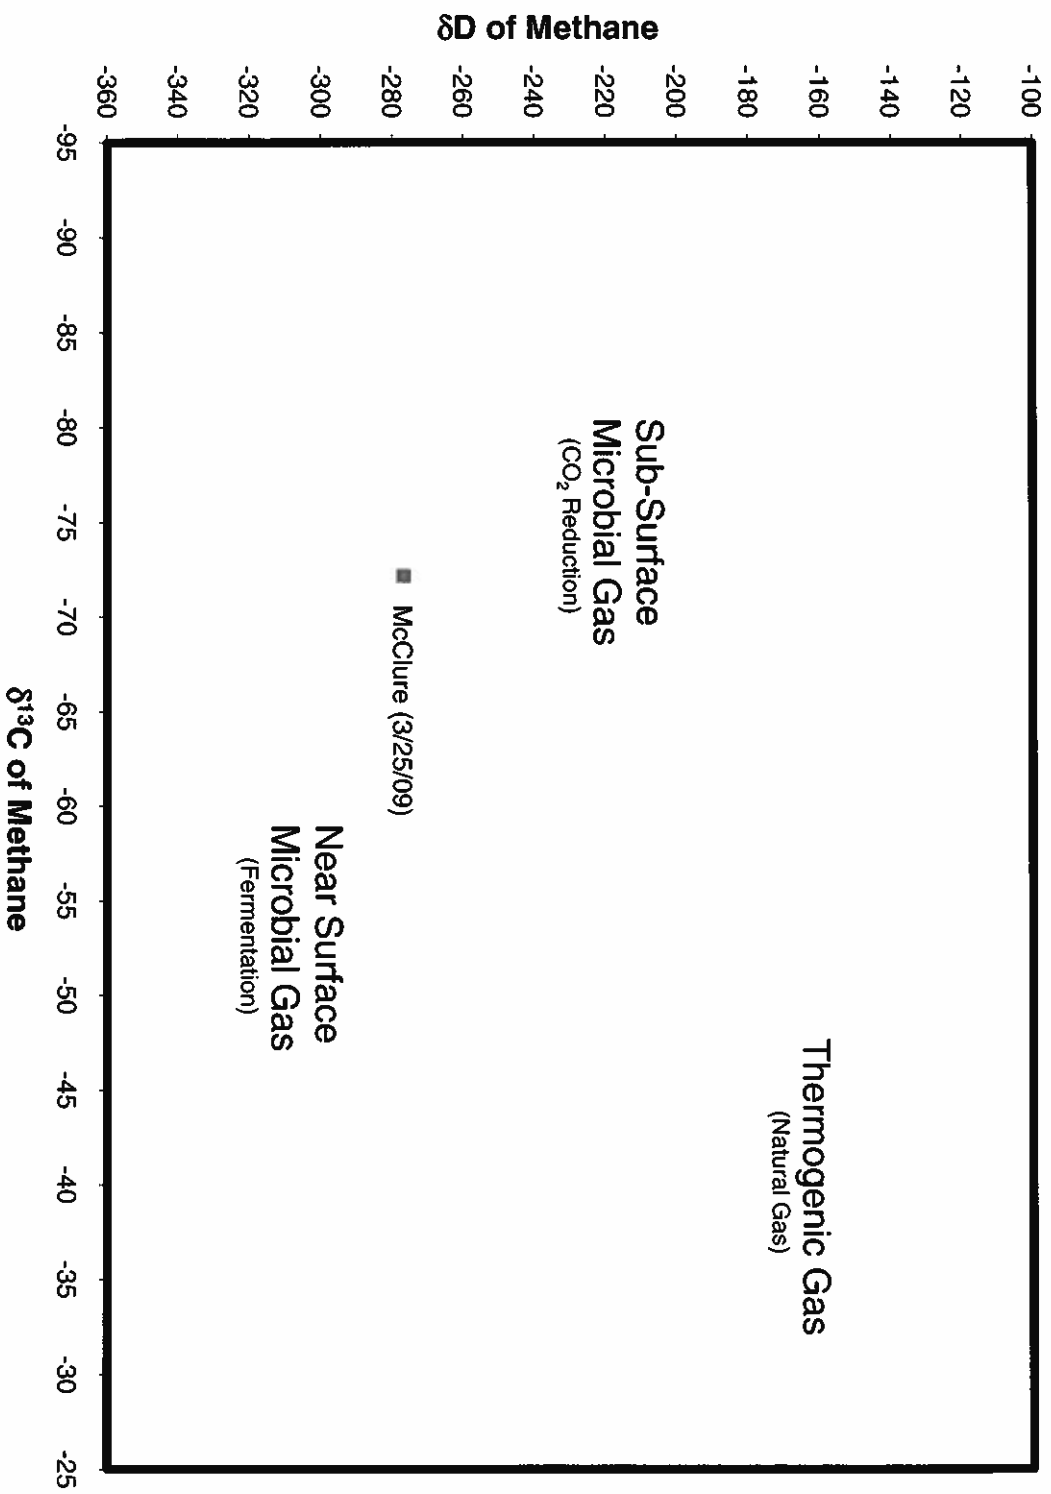 δD of Methane
-100
-120
-140
-160
-180
-200
-220
-240
-260
-280
-300
-320
-340
-360
Thermogenic Gas
(Natural Gas)
Sub-Surface
Microbial Gas
(CO₂ Reduction)
McClure (3/25/09)
Near Surface
Microbial Gas
(Fermentation)
-95
-90
-85
-80
-75
-70
-65
-60
-55
-50
-45
-40
-35
-30
-25
δ¹³C of Methane